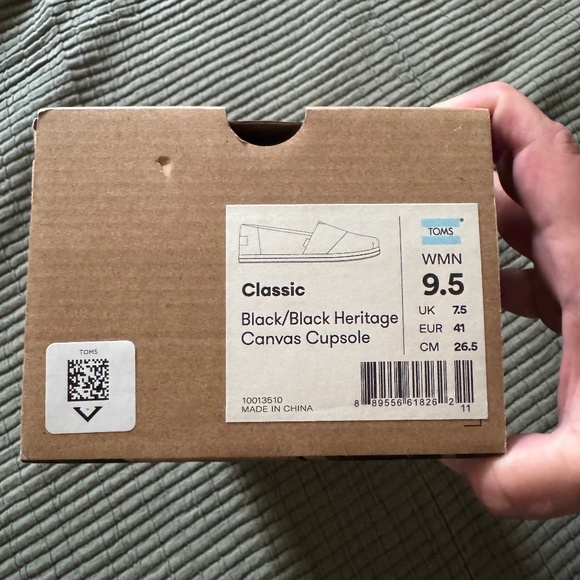 TOMS
Classic
Black/Black Heritage
Canvas Cupsole
10013510
MADE IN CHINA
TOMS®
WMN
9.5
UK 7.5
EUR 41
CM 26.5
8 89556 61826 2
11